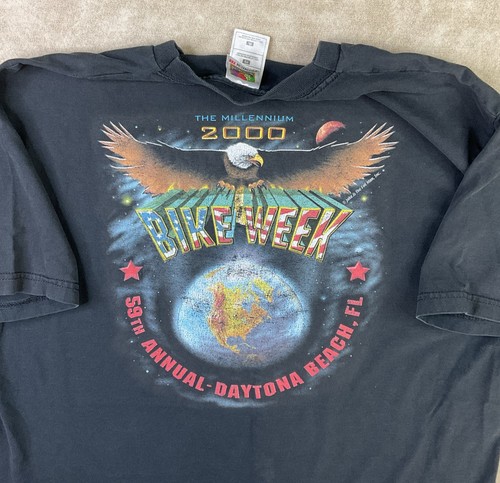 THE MILLENNIUM
2000
BIKE WEEK
59TH ANNUAL-DAYTONA BEACH, FL